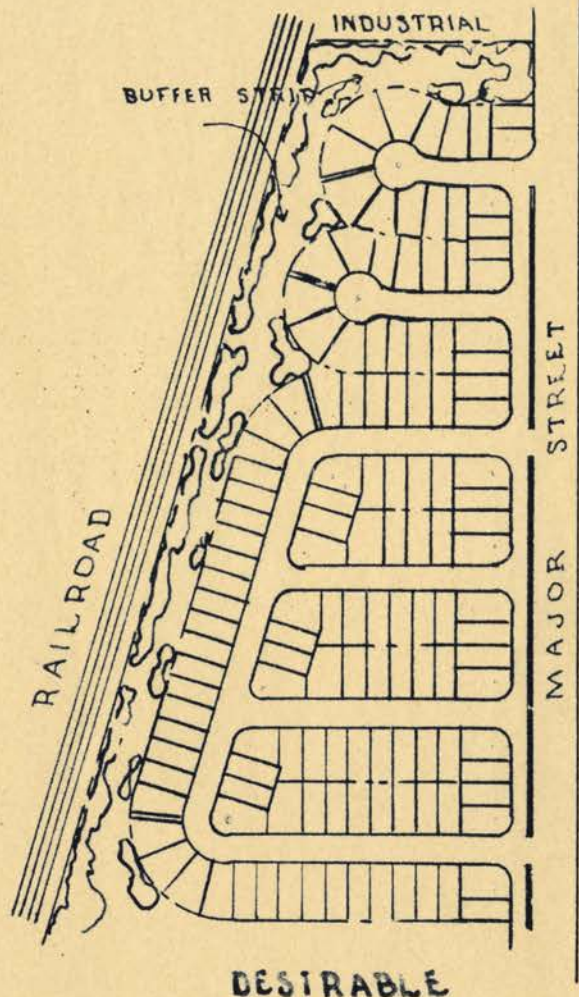 INDUSTRIAL
BUFFER STRIP
RAILROAD
MAJOR STREET
DESIRABLE